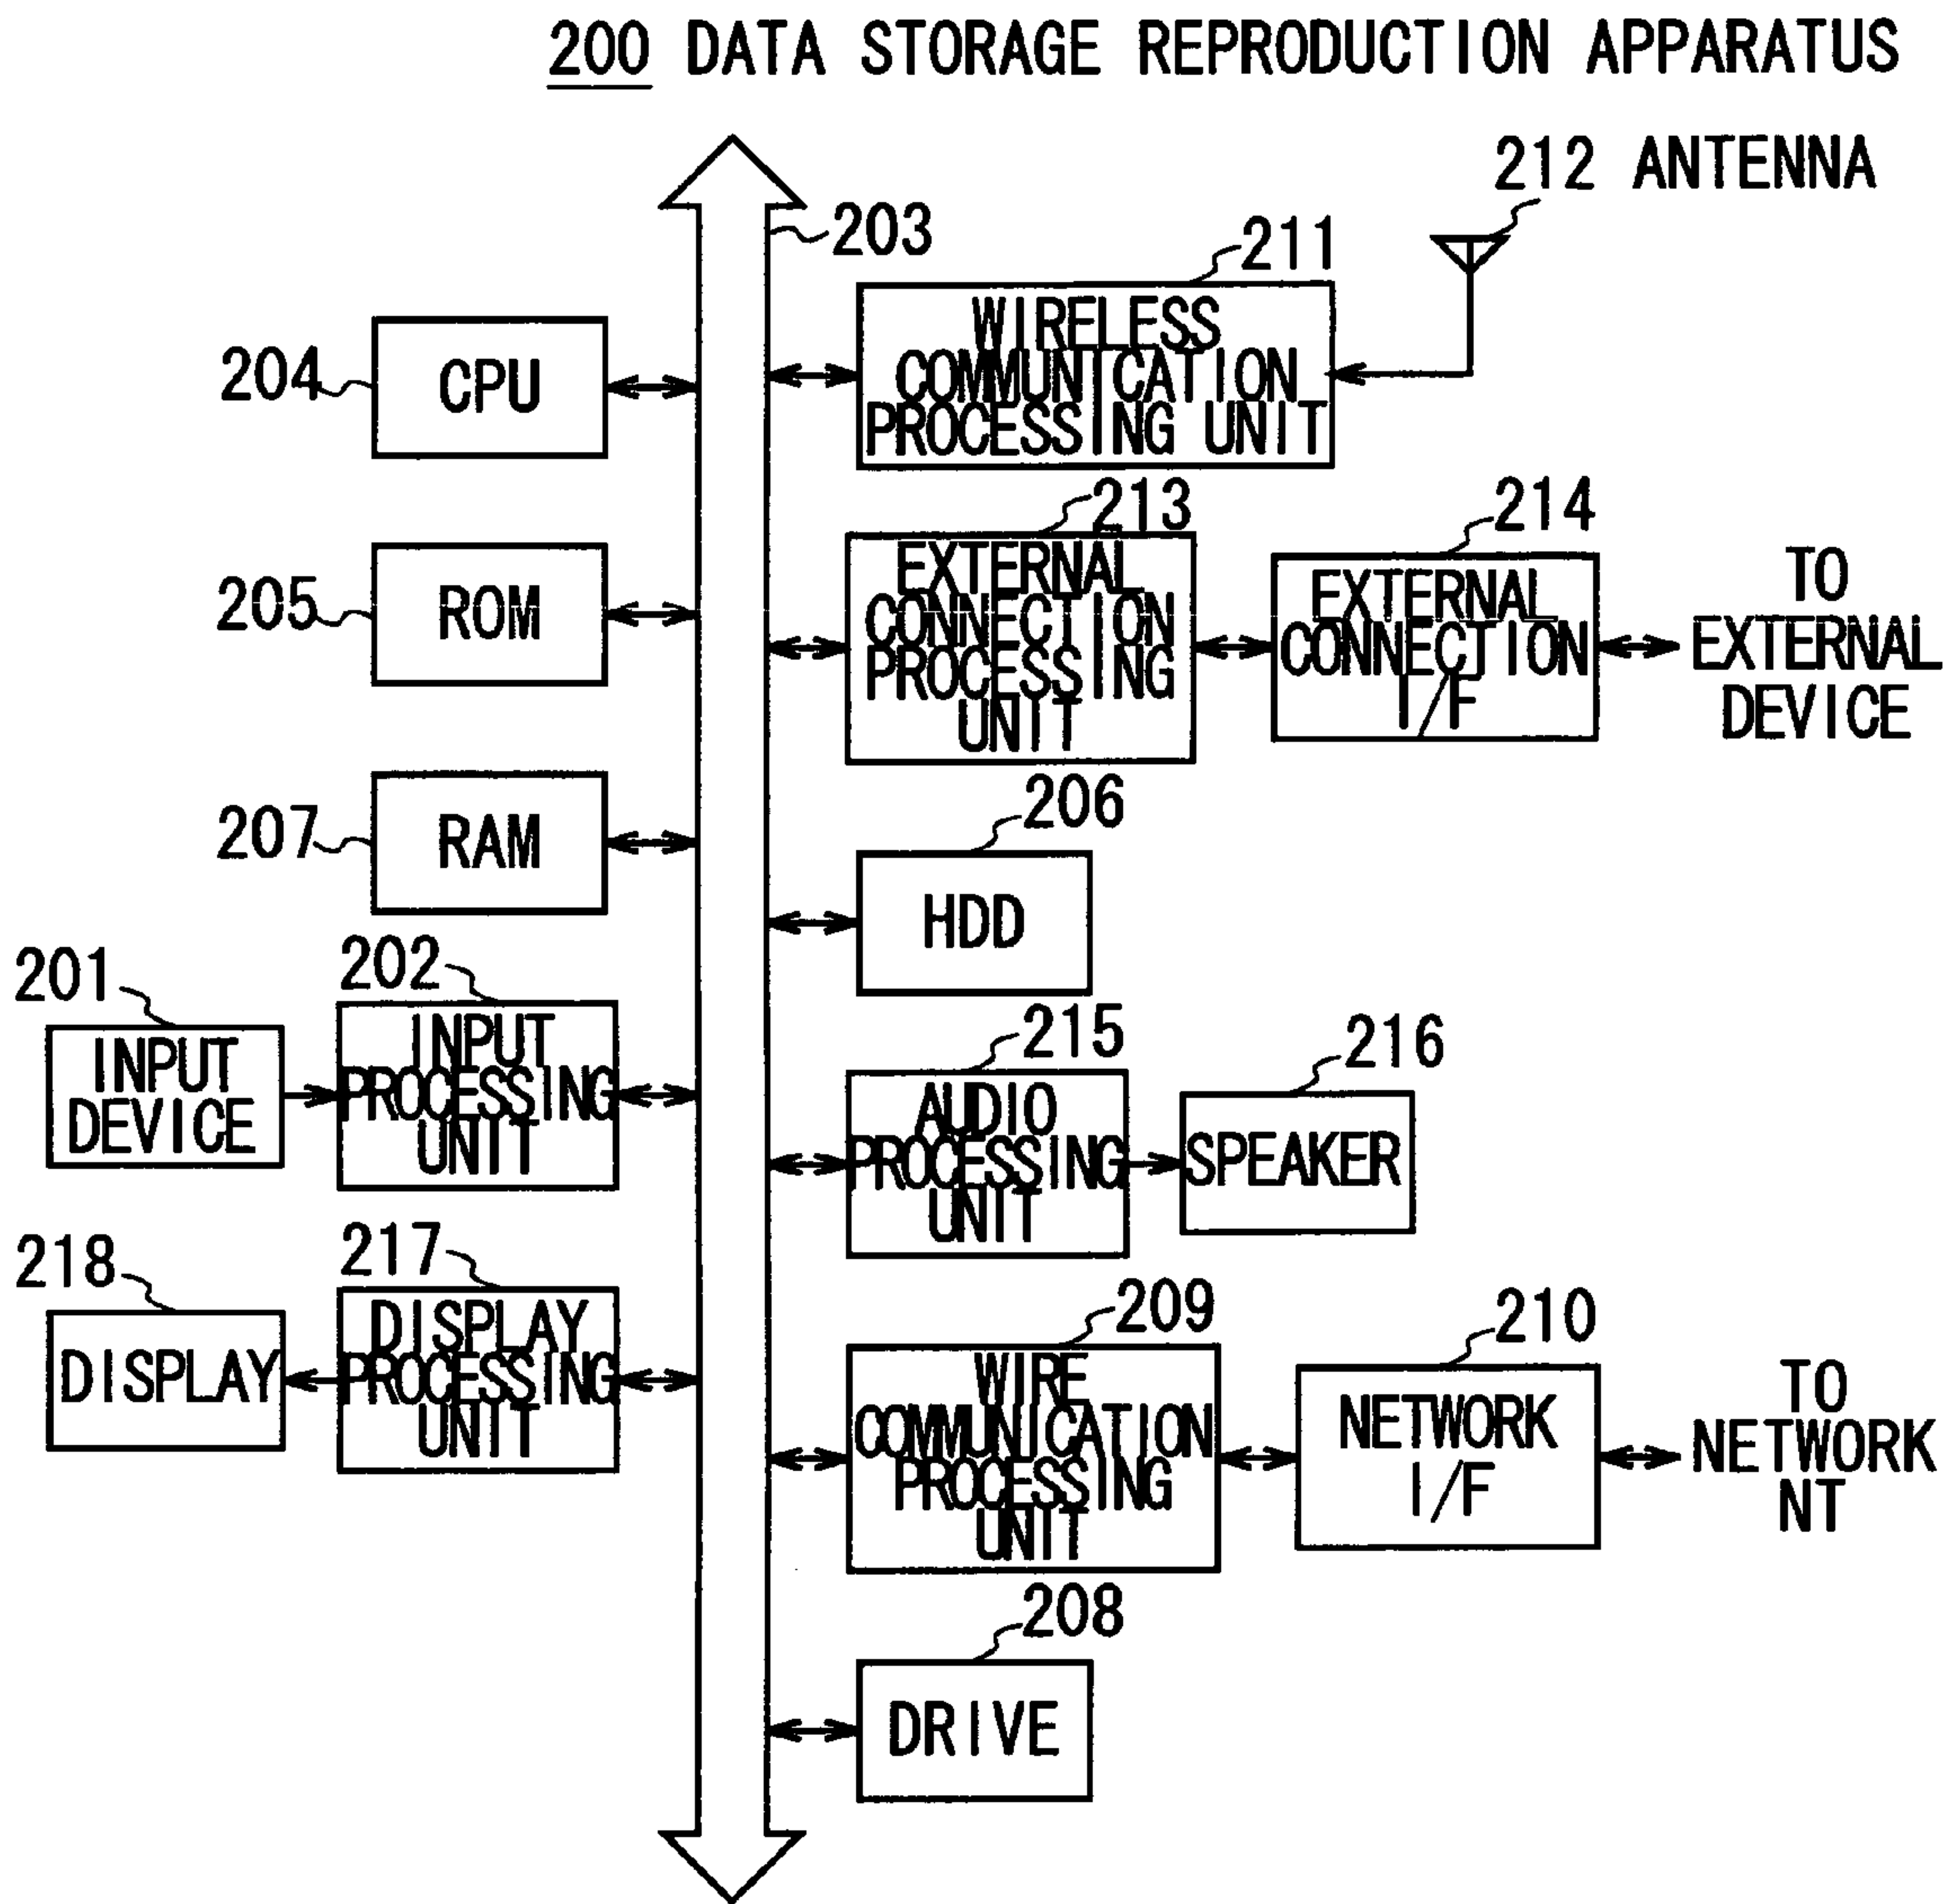 200 DATA STORAGE REPRODUCTION APPARATUS
212 ANTENNA
203
211
WIRELESS
COMMUNICATION
PROCESSING UNIT
204
CPU
213
EXTERNAL
CONNECTION
PROCESSING
UNIT
214
EXTERNAL
CONNECTION
I/F
TO
EXTERNAL
DEVICE
205
ROM
206
HDD
207
RAM
201
INPUT
DEVICE
202
INPUT
PROCESSING
UNIT
215
AUDIO
PROCESSING
UNIT
216
SPEAKER
218
DISPLAY
217
DISPLAY
PROCESSING
UNIT
209
WIRE
COMMUNICATION
PROCESSING
UNIT
210
NETWORK
I/F
TO
NETWORK
NT
208
DRIVE